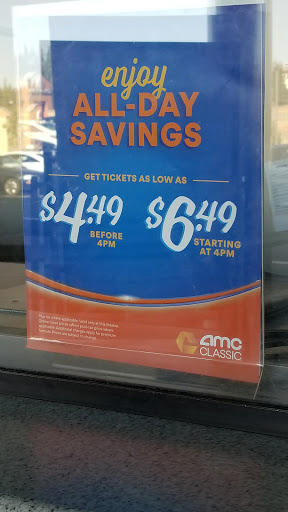 enjoy
ALL-DAY
SAVINGS
GET TICKETS AS LOW AS
$4.49 $6.49
BEFORE
4PM
STARTING
AT 4PM
amc
CLASSIC